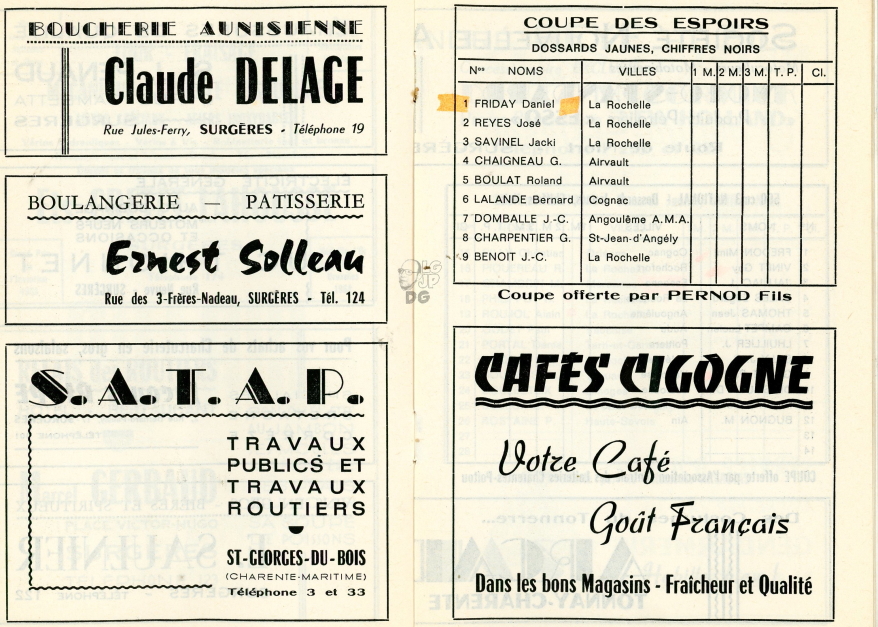 BOUCHERIE AUNISIENNE
Claude DELAGE
Rue Jules-Ferry, SURGÈRES - Téléphone 19
BOULANGERIE — PATISSERIE
Ernest Solleau
Rue des 3-Frères-Nadeau, SURGÈRES - Tél. 124
S.A.T.A.P.
TRAVAUX
PUBLICS ET
TRAVAUX
ROUTIERS
ST-GEORGES-DU-BOIS
(CHARENTE-MARITIME)
Téléphone 3 et 33
COUPE DES ESPOIRS
DOSSARDS JAUNES, CHIFFRES NOIRS
Nos NOMS VILLES 1 M. 2 M. 3 M. T. P. Cl.
1 FRIDAY Daniel La Rochelle
2 REYES José La Rochelle
3 SAVINEL Jacki La Rochelle
4 CHAIGNEAU G. Airvault
5 BOULAT Roland Airvault
6 LALANDE Bernard Cognac
7 DOMBALLE J.-C. Angoulême A.M.A.
8 CHARPENTIER G. St-Jean-d'Angély
9 BENOIT J.-C. La Rochelle
Coupe offerte par PERNOD Fils
DG
CAFÉS CIGOGNE
Votre Café
Goût Français
Dans les bons Magasins - Fraîcheur et Qualité